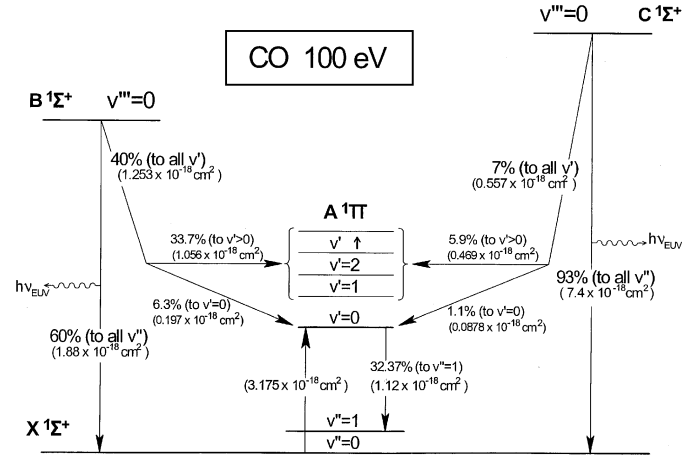 v'''=0 C ¹Σ⁺
CO 100 eV
B ¹Σ⁺ v'''=0
40% (to all v')
(1.253 x 10⁻¹⁸ cm²)
7% (to all v')
(0.557 x 10⁻¹⁸ cm²)
A ¹Π
33.7% (to v'>0)
(1.056 x 10⁻¹⁸ cm²)
v' ↑
v'=2
v'=1
5.9% (to v'>0)
(0.469 x 10⁻¹⁸ cm²)
hν_EUV
93% (to all v")
( 7.4 x 10⁻¹⁸ cm²)
hν_EUV
6.3% (to v'=0)
(0.197 x 10⁻¹⁸ cm²)
v'=0
1.1% (to v'=0)
(0.0878 x 10⁻¹⁸ cm²)
60% (to all v")
(1.88 x 10⁻¹⁸ cm²)
(3.175 x 10⁻¹⁸ cm²)
32.37% (to v"=1)
(1.12 x 10⁻¹⁸ cm²)
X ¹Σ⁺
v"=1
v"=0